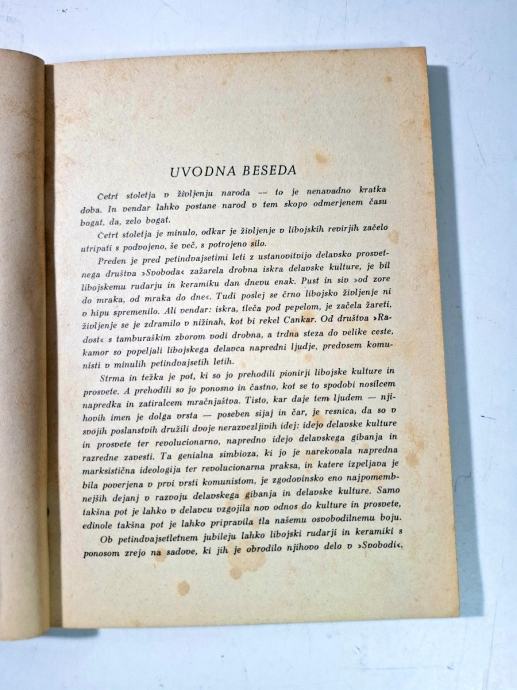 UVODNA BESEDA
Četrt stoletja v življenju naroda — to je nenavadno kratka
doba. In vendar lahko postane narod v tem skopo odmerjenem času
bogat, da, zelo bogat.
Četrt stoletja je minulo, odkar je življenje v libojskih revirjih začelo
utripati s podvojeno, še več, s potrojeno silo.
Preden je pred petindvajsetimi leti z ustanovitvijo delavsko prosvet-
nega društva »Svoboda« zažarela drobna iskra delavske kulture, je bil
libojskemu rudarju in keramiku dan dnevu enak. Pust in siv »od zore
do mraka, od mraka do dne«. Tudi poslej se črno libojsko življenje ni
v hipu spremenilo. Ali vendar: iskra, tleča pod pepelom, je začela žareti,
življenje se je zdramilo v nižinah, kot bi rekel Cankar. Od društva »Ra-
dost« s tamburaškim zborom vodi drobna, a trdna steza do velike ceste,
kamor so popeljali libojskega delavca napredni ljudje, predvsem komu-
nisti v minulih petindvajsetih letih.
Strma in težka je pot, ki so jo prehodili pionirji libojske kulture in
prosvete. A prehodili so jo ponosno in častno, kot se to spodobi nosilcem
napredka in zatiralcem mračnjaštva. Tisto, kar daje tem ljudem — nji-
hovih imen je dolga vrsta — poseben sijaj in čar, je resnica, da so v
svojih poslanstvih družili dvoje nerazvezljivih idej: idejo delavske kulture
in prosvete ter revolucionarno, napredno idejo delavskega gibanja in
razredne zavesti. Ta genialna simbioza, ki jo je narekovala napredna
marksistična ideologija ter revolucionarna praksa, in katere izpeljava je
bila poverjena v prvi vrsti komunistom, je zgodovinsko eno najpomemb-
nejših dejanj v razvoju delavskega gibanja in delavske kulture. Samo
takšna pot je lahko v delavcu vzgojila nov odnos do kulture in prosvete,
edinole takšna pot je lahko pripravila tla našemu osvobodilnemu boju.
Ob petindvajsetletnem jubileju lahko libojski rudarji in keramiki s
ponosom zrejo na sadove, ki jih je obrodilo njihovo delo v »Svobodi«,